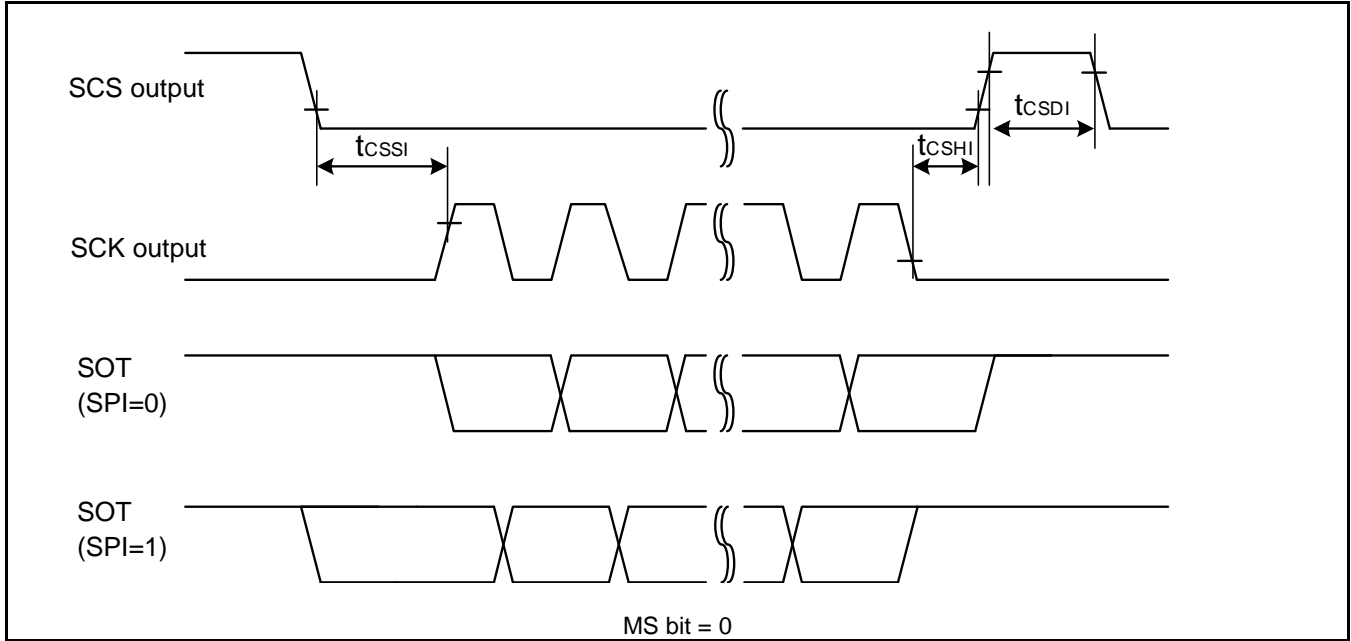 SCS output
tCSDI
tCSSI
tCSHI
SCK output
SOT
(SPI=0)
SOT
(SPI=1)
MS bit = 0